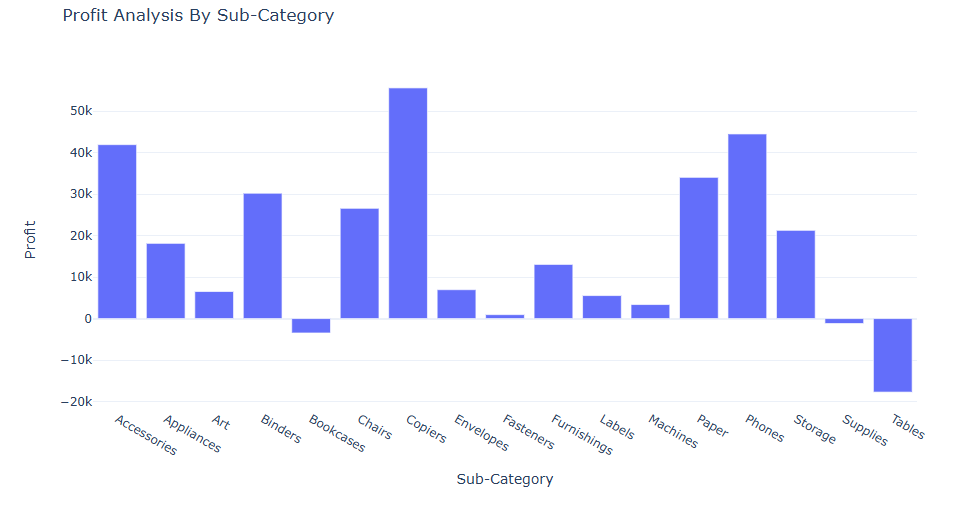 Profit Analysis By Sub-Category
50k
40k
30k
20k
10k
0
−10k
−20k
Profit
Accessories
Appliances
Art
Binders
Bookcases
Chairs
Copiers
Envelopes
Fasteners
Furnishings
Labels
Machines
Paper
Phones
Storage
Supplies
Tables
Sub-Category